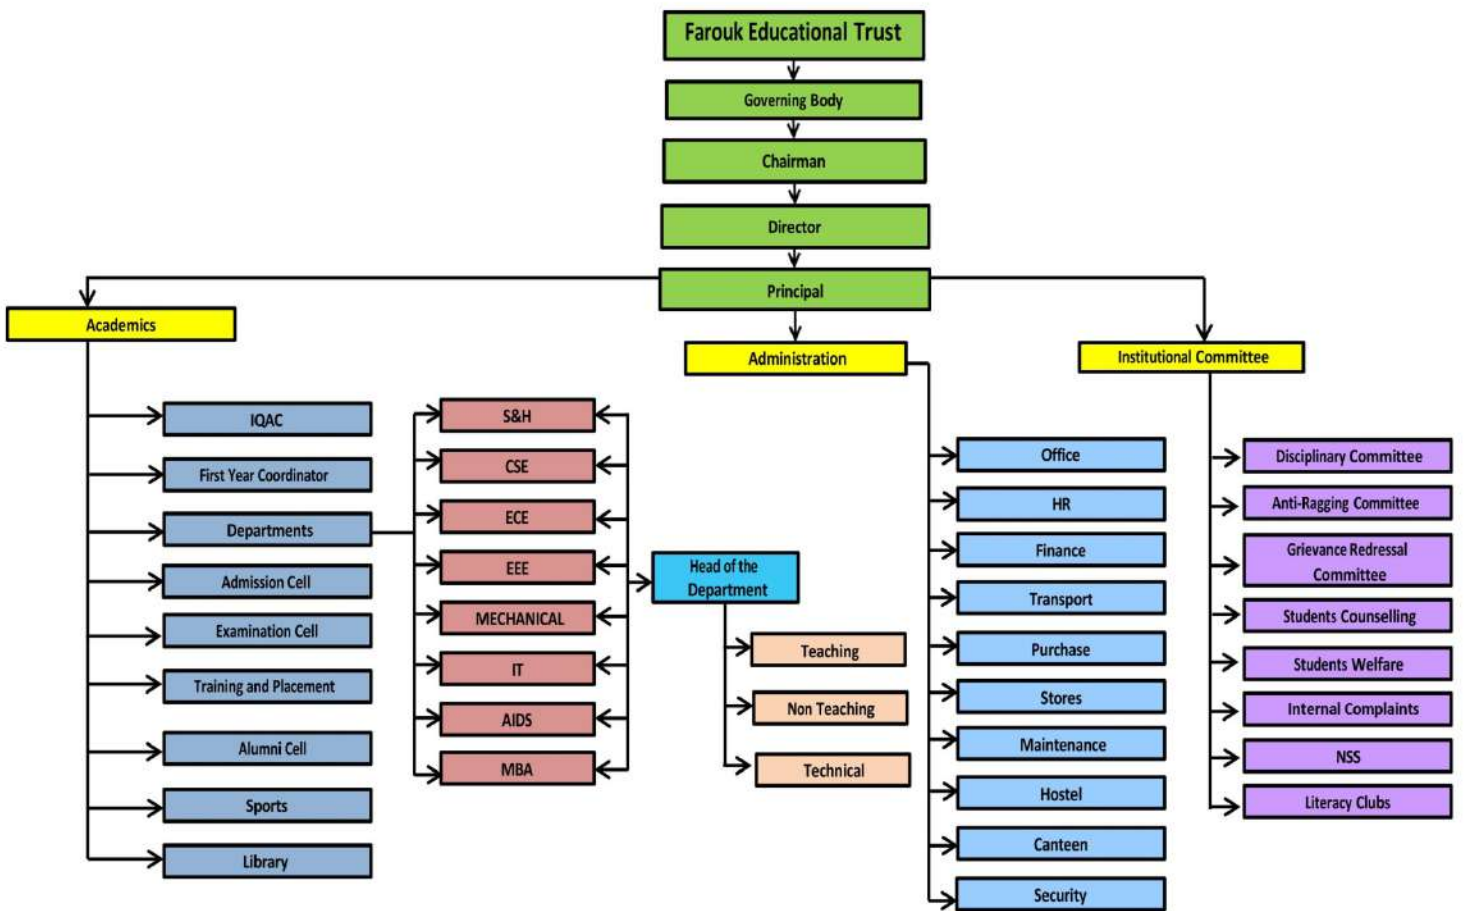 Farouk Educational Trust
Governing Body
Chairman
Director
Principal
Academics
Administration
Institutional Committee
IQAC
First Year Coordinator
Departments
Admission Cell
Examination Cell
Training and Placement
Alumni Cell
Sports
Library
S&H
CSE
ECE
EEE
MECHANICAL
IT
AIDS
MBA
Head of the
Department
Teaching
Non Teaching
Technical
Office
HR
Finance
Transport
Purchase
Stores
Maintenance
Hostel
Canteen
Security
Disciplinary Committee
Anti-Ragging Committee
Grievance Redressal
Committee
Students Counselling
Students Welfare
Internal Complaints
NSS
Literacy Clubs